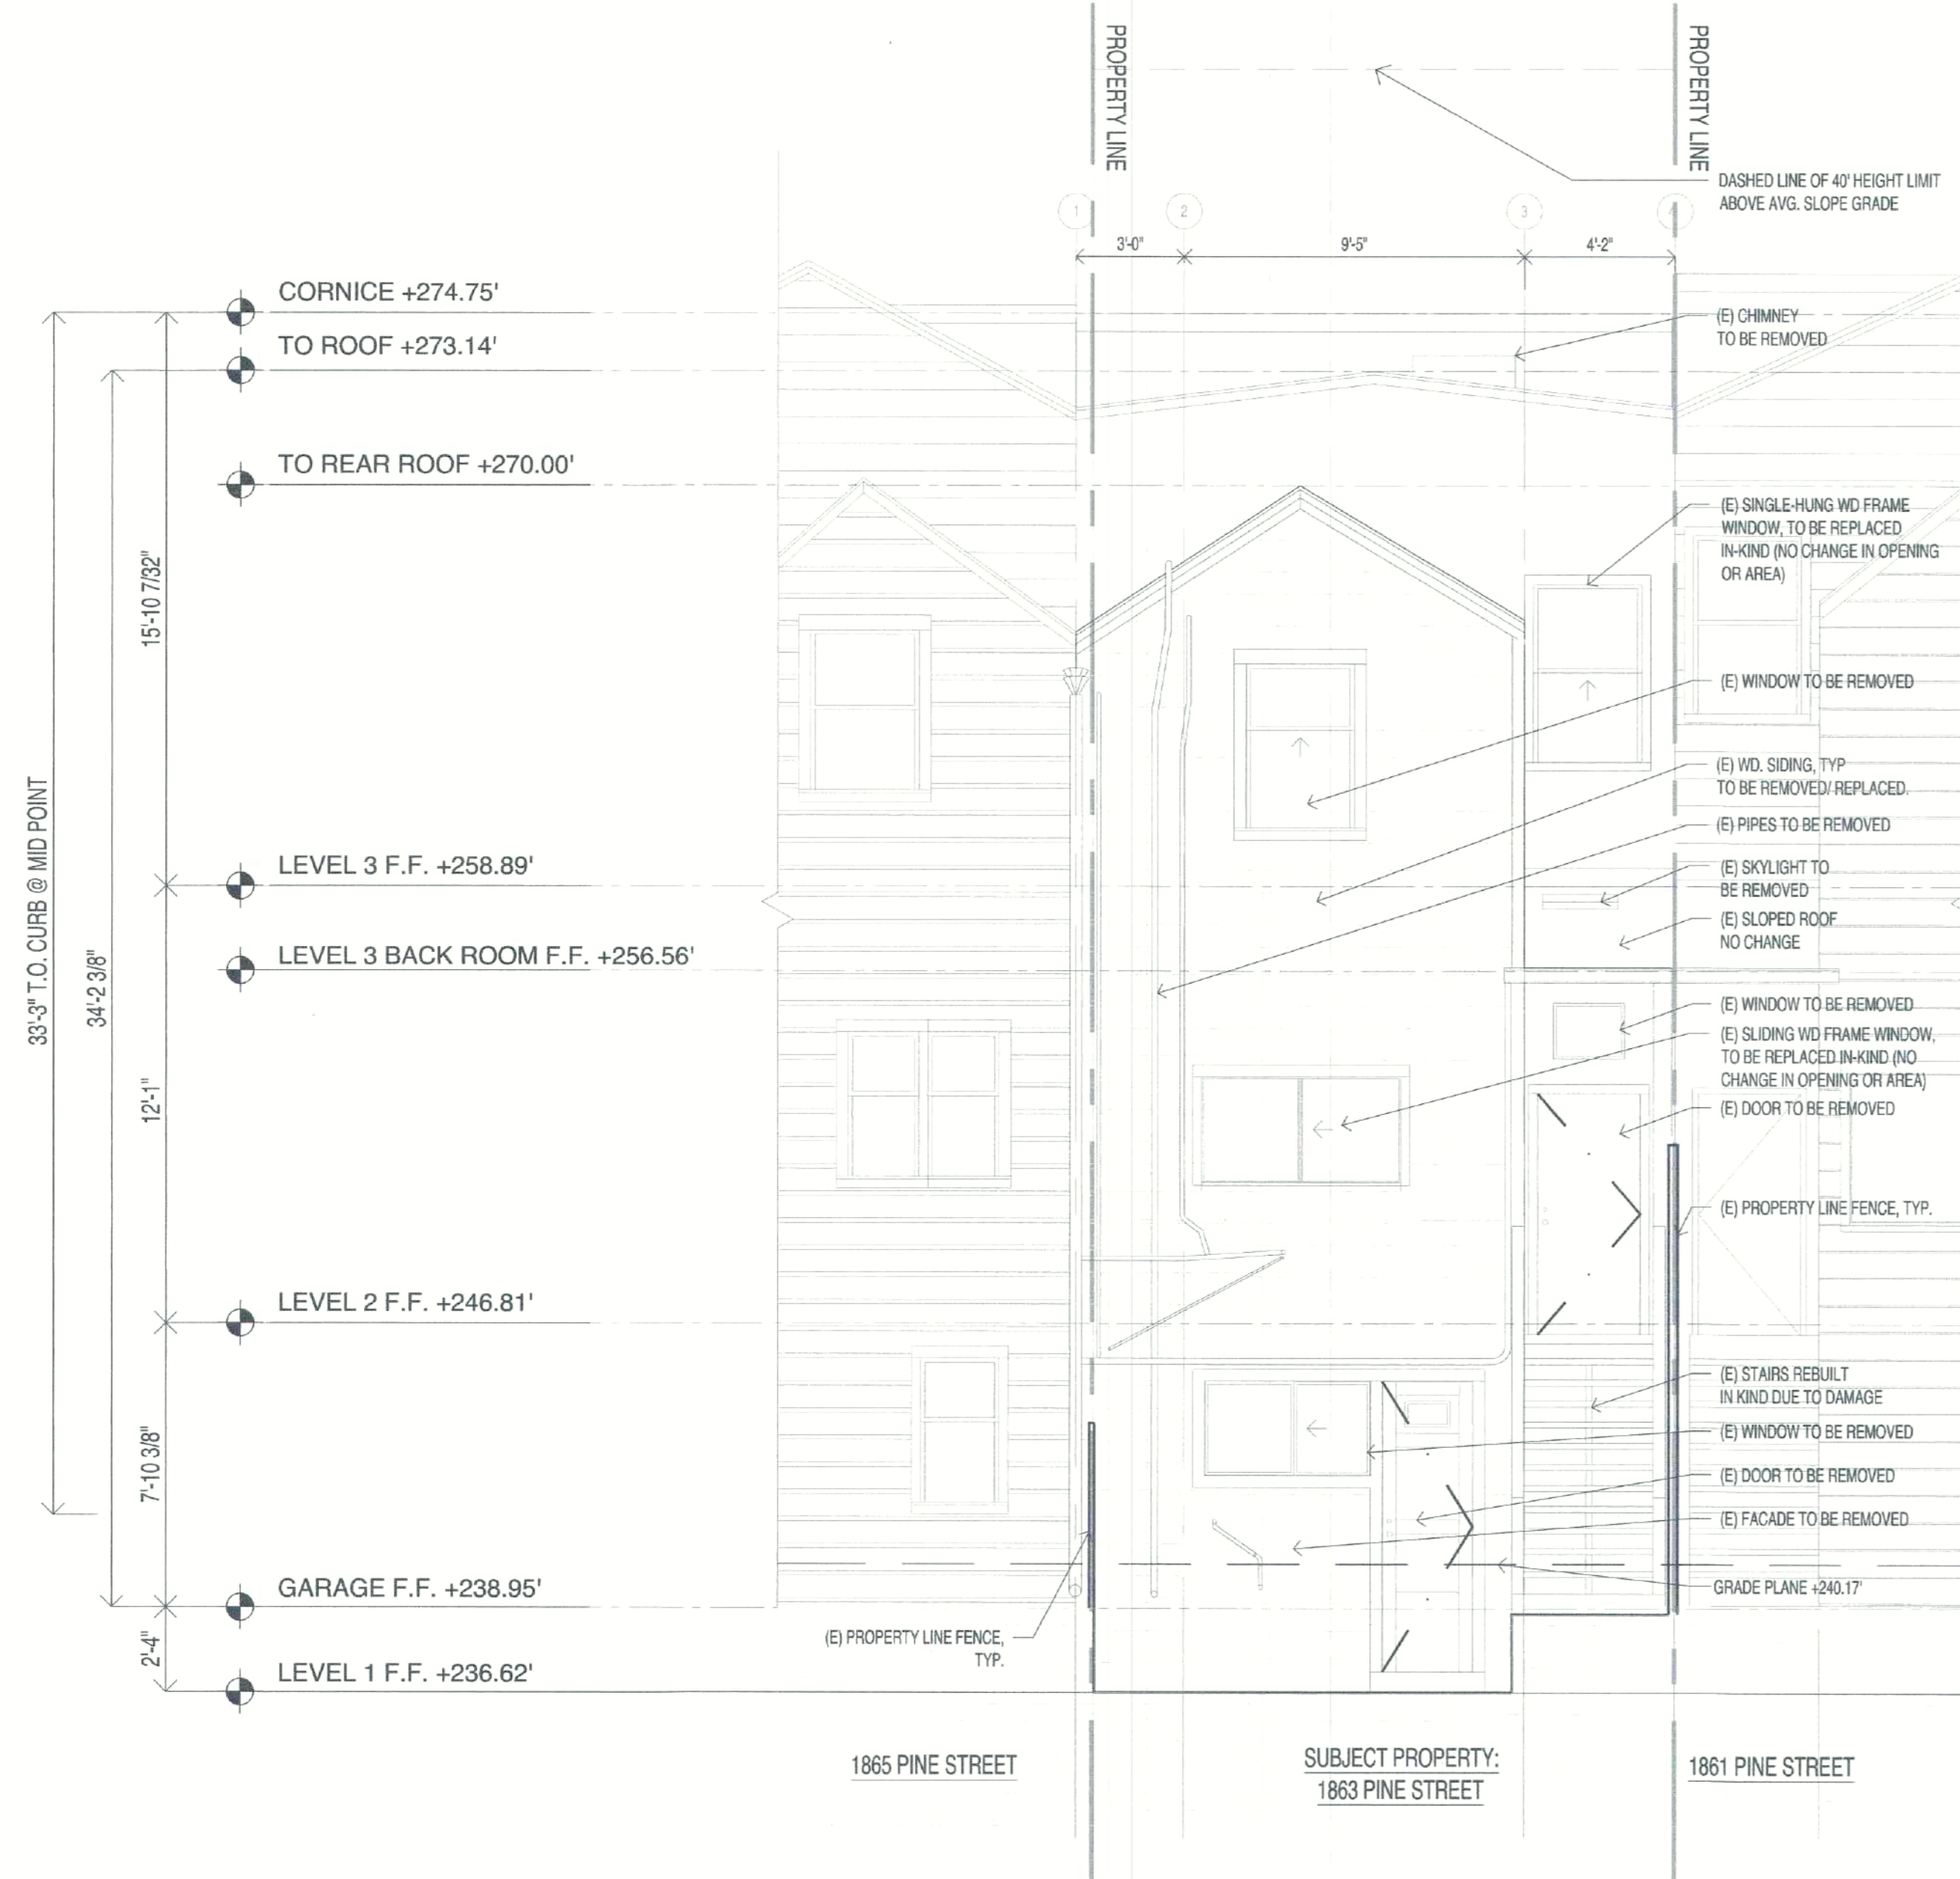 PROPERTY LINE
PROPERTY LINE
DASHED LINE OF 40' HEIGHT LIMIT
ABOVE AVG. SLOPE GRADE
1
2
3
4
3'-0"
9'-5"
4'-2"
CORNICE +274.75'
TO ROOF +273.14'
TO REAR ROOF +270.00'
LEVEL 3 F.F. +258.89'
LEVEL 3 BACK ROOM F.F. +256.56'
LEVEL 2 F.F. +246.81'
GARAGE F.F. +238.95'
LEVEL 1 F.F. +236.62'
33'-3" T.O. CURB @ MID POINT
34'-2 3/8"
15'-10 7/32"
12'-1"
7'-10 3/8"
2'-4"
(E) CHIMNEY
TO BE REMOVED
(E) SINGLE-HUNG WD FRAME
WINDOW, TO BE REPLACED
IN-KIND (NO CHANGE IN OPENING
OR AREA)
(E) WINDOW TO BE REMOVED
(E) WD. SIDING, TYP
TO BE REMOVED/ REPLACED.
(E) PIPES TO BE REMOVED
(E) SKYLIGHT TO
BE REMOVED
(E) SLOPED ROOF
NO CHANGE
(E) WINDOW TO BE REMOVED
(E) SLIDING WD FRAME WINDOW,
TO BE REPLACED IN-KIND (NO
CHANGE IN OPENING OR AREA)
(E) DOOR TO BE REMOVED
(E) PROPERTY LINE FENCE, TYP.
(E) STAIRS REBUILT
IN KIND DUE TO DAMAGE
(E) WINDOW TO BE REMOVED
(E) DOOR TO BE REMOVED
(E) FACADE TO BE REMOVED
GRADE PLANE +240.17'
(E) PROPERTY LINE FENCE,
TYP.
1865 PINE STREET
SUBJECT PROPERTY:
1863 PINE STREET
1861 PINE STREET